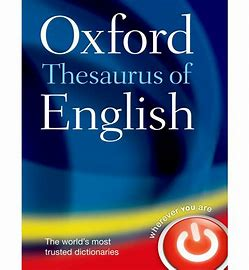 Oxford
Thesaurus of
English
wherever you are
The world's most
trusted dictionaries